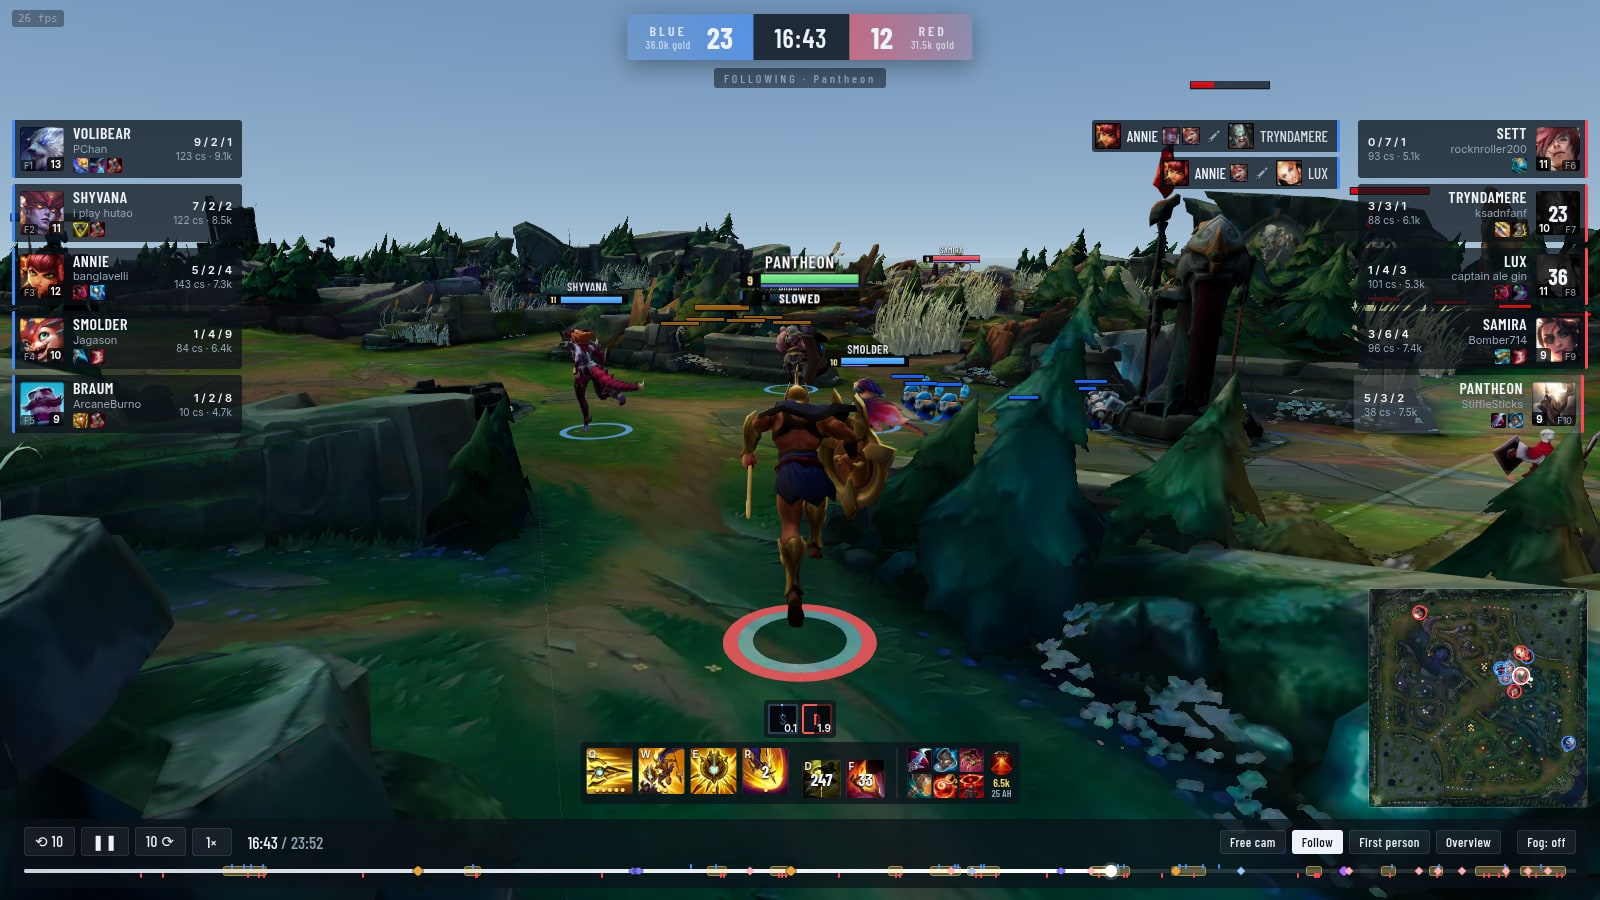 26 fps
BLUE
36.0k gold
23
16:43
12
RED
31.5k gold
FOLLOWING · Pantheon
VOLIBEAR
PChan
9 / 2 / 1
123 cs · 9.1k
F1
13
SHYVANA
i play hutao
7 / 2 / 2
122 cs · 8.5k
F2
11
ANNIE
banglavelli
5 / 2 / 4
143 cs · 7.3k
F3
12
SMOLDER
Jagason
1 / 4 / 9
84 cs · 6.4k
F4
10
BRAUM
ArcaneBurno
1 / 2 / 8
10 cs · 4.7k
F5
9
ANNIE
TRYNDAMERE
ANNIE
LUX
SETT
rocknroller200
0 / 7 / 1
93 cs · 5.1k
11
F6
TRYNDAMERE
ksadnfanf
3 / 3 / 1
88 cs · 6.1k
23
10
F7
LUX
captain ale gin
1 / 4 / 3
101 cs · 5.3k
36
11
F8
SAMIRA
Bomber714
3 / 6 / 4
96 cs · 7.4k
9
F9
PANTHEON
StiffleSticks
5 / 3 / 2
38 cs · 7.5k
9
F10
SAMIRA
9
PANTHEON
9
SLOWED
SHYVANA
11
SMOLDER
10
0.1
1.9
Q
W
E
R
2
D
247
F
33
6.5k
25 AH
⟲ 10
❚❚
10 ⟳
1×
16:43 / 23:52
Free cam
Follow
First person
Overview
Fog: off